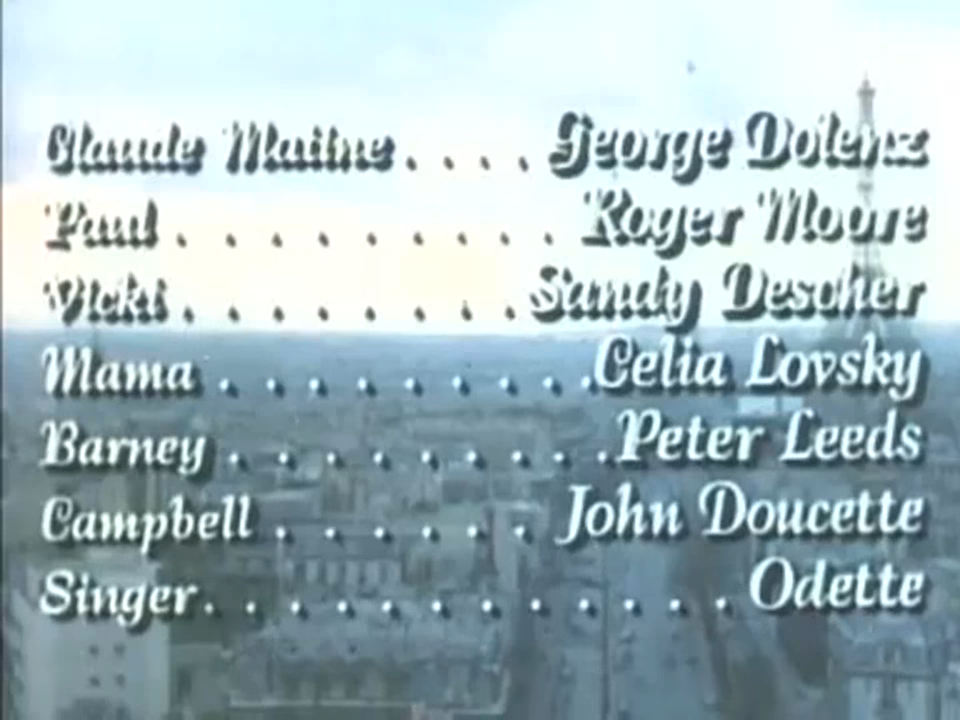 Claude Matine . . . . George Dolenz
Paul . . . . . . . . . Roger Moore
Vicki . . . . . . . . Sandy Descher
Mama . . . . . . . . .Celia Lovsky
Barney . . . . . . . . .Peter Leeds
Campbell . . . . . . John Doucette
Singer. . . . . . . . . . . . Odette